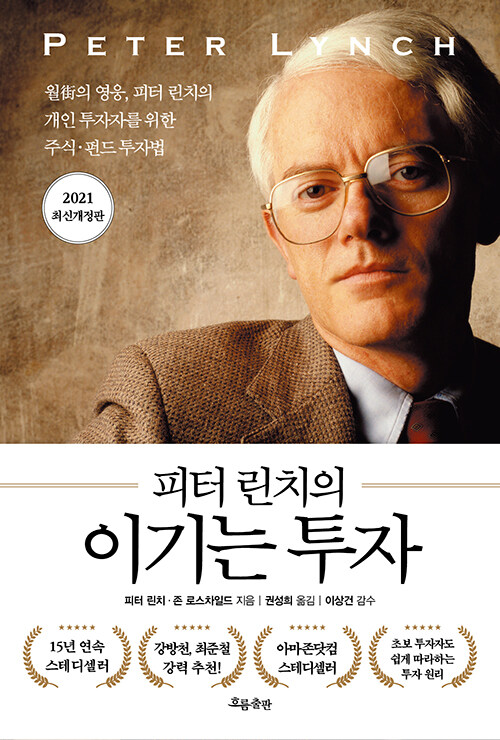 PETER LYNCH
월街의 영웅, 피터 린치의
개인 투자자를 위한
주식·펀드 투자법
2021
최신개정판
피터 린치의
이기는 투자
피터 린치·존 로스차일드 지음 | 권성희 옮김 | 이상건 감수
15년 연속
스테디셀러
강방천, 최준철
강력 추천!
아마존닷컴
스테디셀러
초보 투자자도
쉽게 따라하는
투자 원리
흐름출판